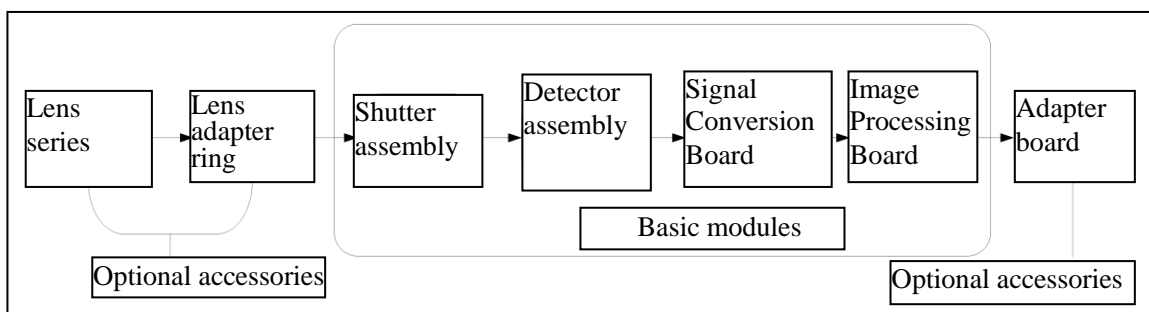 Lens
series
Lens
adapter
ring
Shutter
assembly
Detector
assembly
Signal
Conversion
Board
Image
Processing
Board
Adapter
board
Basic modules
Optional accessories
Optional accessories